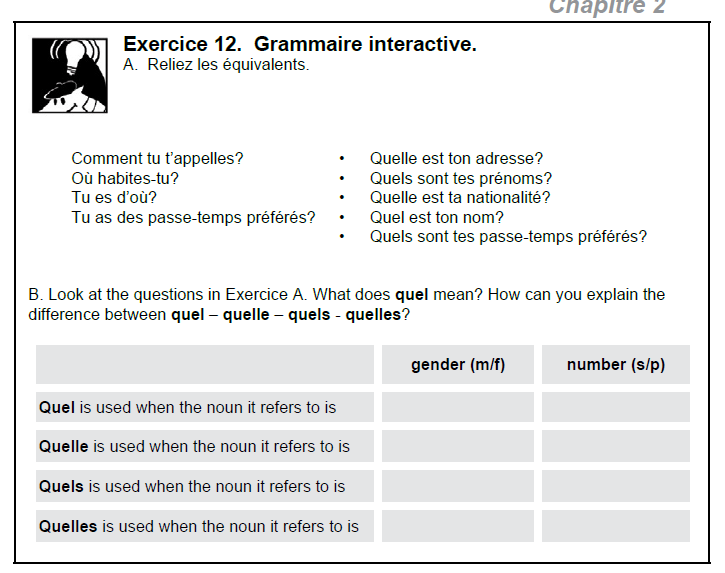 Chapitre 2
Exercice 12. Grammaire interactive.
A. Reliez les équivalents.
Comment tu t'appelles? • Quelle est ton adresse?
Où habites-tu? • Quels sont tes prénoms?
Tu es d'où? • Quelle est ta nationalité?
Tu as des passe-temps préférés? • Quel est ton nom?
• Quels sont tes passe-temps préférés?
B. Look at the questions in Exercice A. What does quel mean? How can you explain the
difference between quel – quelle – quels - quelles?
gender (m/f) number (s/p)
Quel is used when the noun it refers to is
Quelle is used when the noun it refers to is
Quels is used when the noun it refers to is
Quelles is used when the noun it refers to is